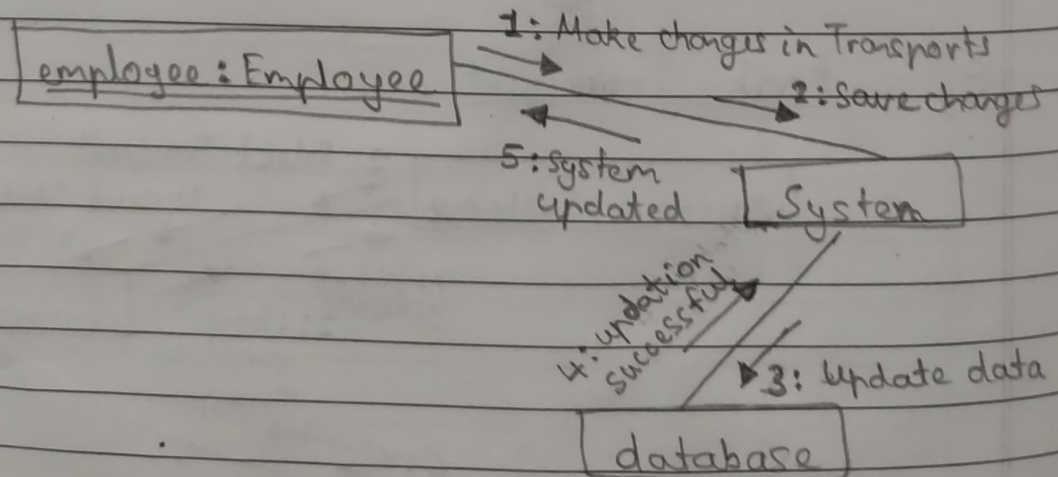 1: Make changes in Transports
employee : Employee
2: Save changes
5: System
updated
System
4: updation
successful
3: update data
database